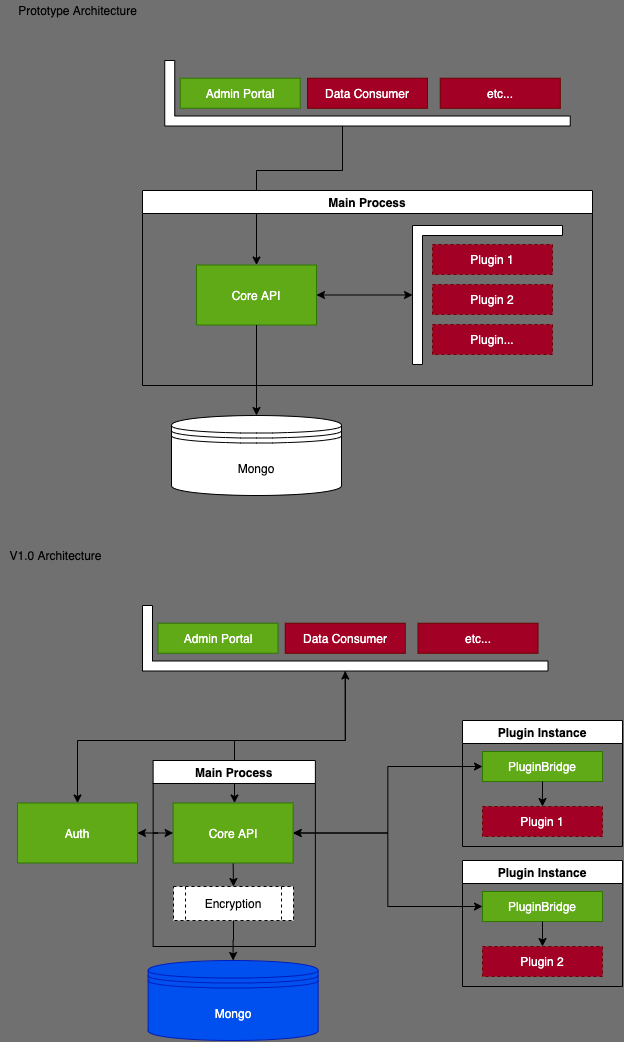 Prototype Architecture
Admin Portal
Data Consumer
etc...
Main Process
Core API
Plugin 1
Plugin 2
Plugin...
Mongo
V1.0 Architecture
Admin Portal
Data Consumer
etc...
Plugin Instance
PluginBridge
Plugin 1
Main Process
Auth
Core API
Encryption
Plugin Instance
PluginBridge
Plugin 2
Mongo